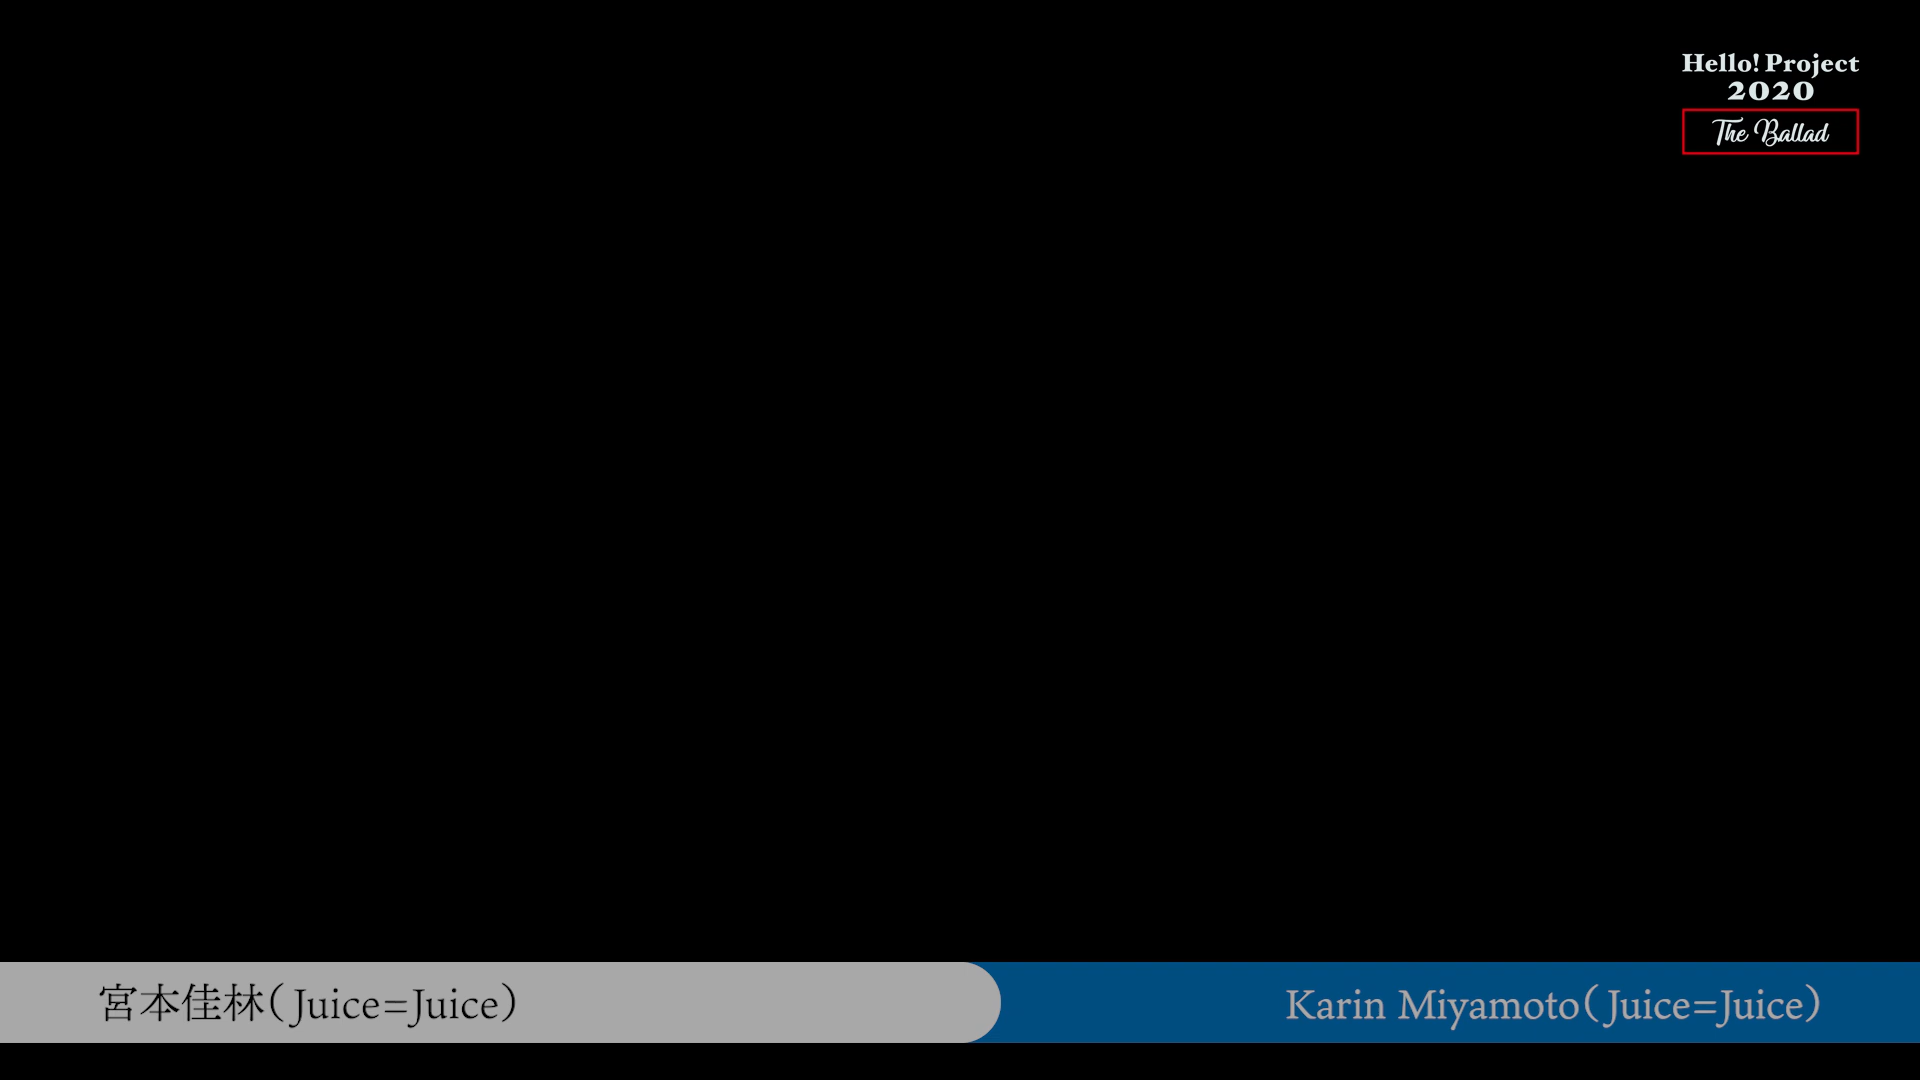 Hello! Project
2020
The Ballad
宮本佳林(Juice=Juice)
Karin Miyamoto(Juice=Juice)